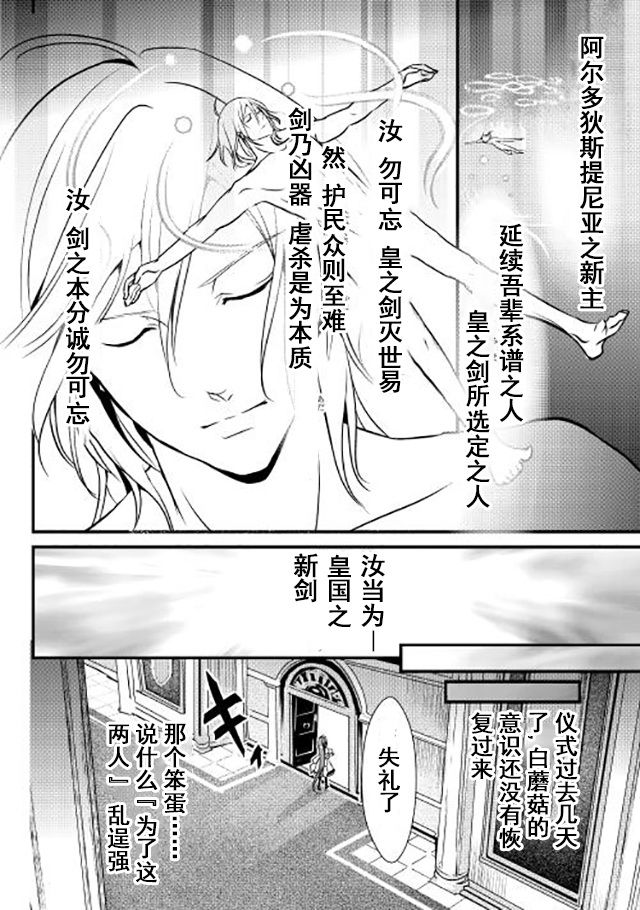 阿尔多狄斯提尼亚之新主
延续吾辈系谱之人
皇之剑所选定之人
汝 勿可忘 皇之剑灭世易
然 护民众则至难
剑乃凶器 虐杀是为本质
汝 剑之本分诚勿可忘
汝当为—
皇国之
新剑
仪式过去几天
了，白蘑菇的
意识还没有恢
复过来
失礼了
那个笨蛋……
说什么『为了这
两人』乱逞强